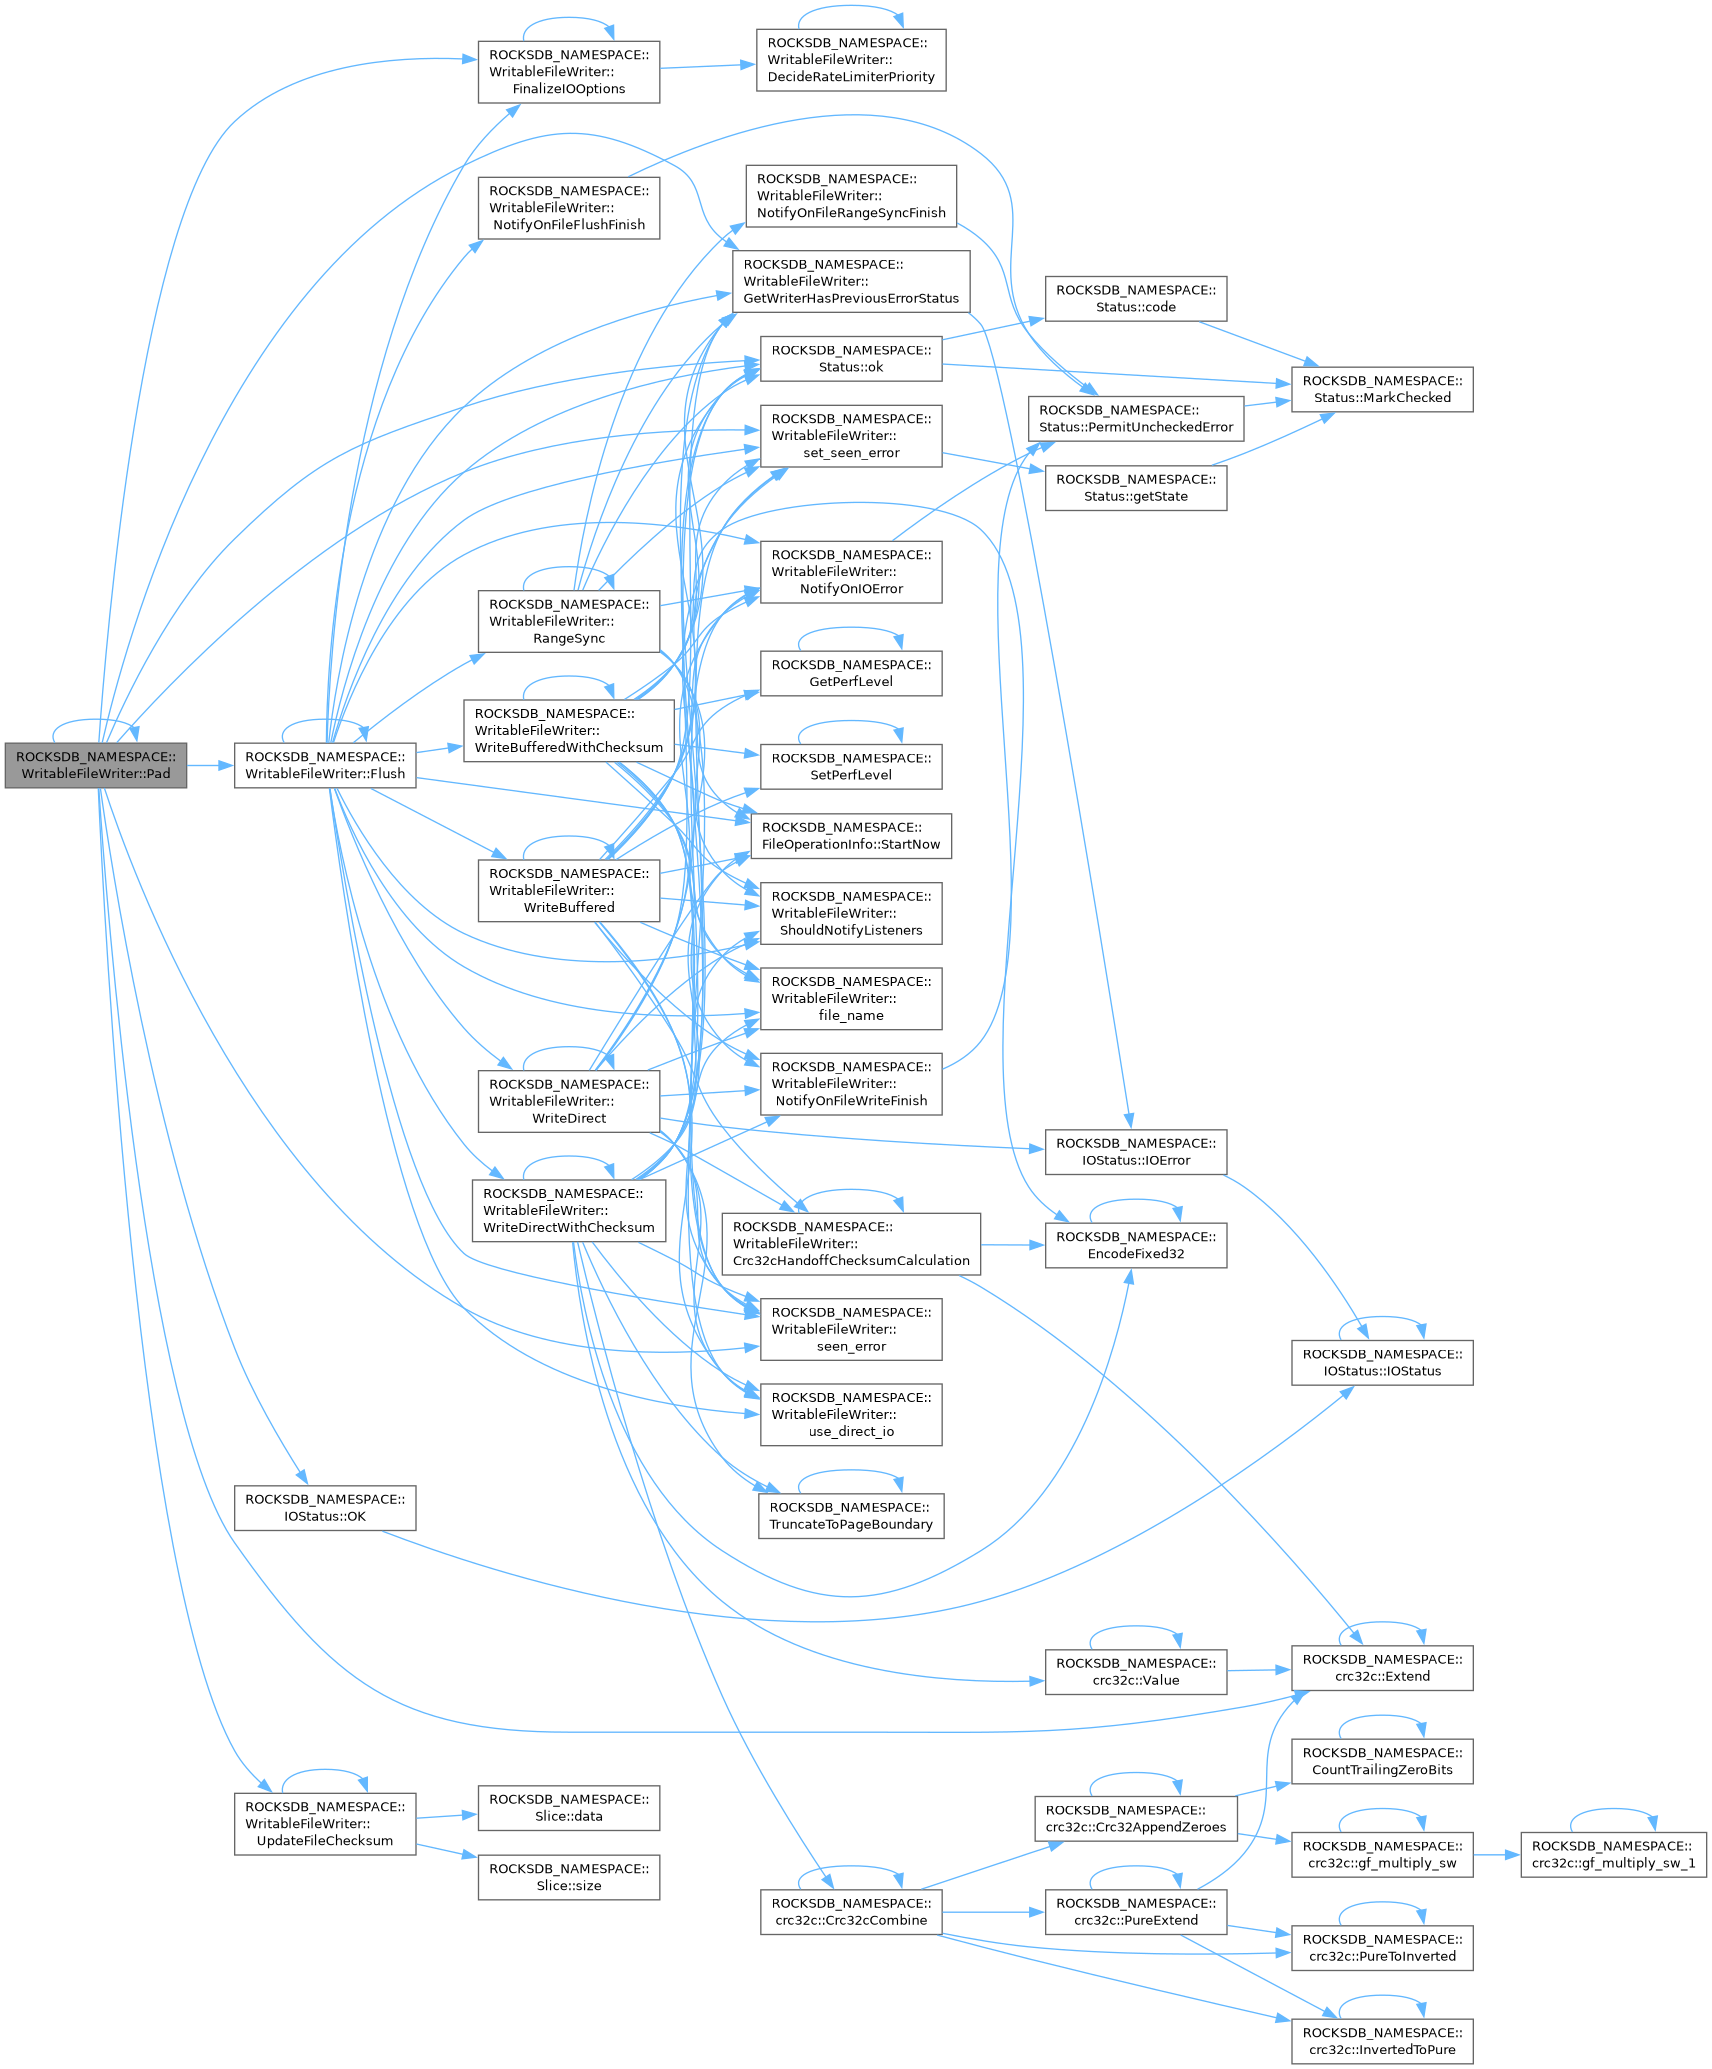 ROCKSDB_NAMESPACE::
WritableFileWriter::Pad
ROCKSDB_NAMESPACE::
WritableFileWriter::Flush
ROCKSDB_NAMESPACE::
IOStatus::OK
ROCKSDB_NAMESPACE::
WritableFileWriter::
UpdateFileChecksum
ROCKSDB_NAMESPACE::
WritableFileWriter::
FinalizeIOOptions
ROCKSDB_NAMESPACE::
WritableFileWriter::
NotifyOnFileFlushFinish
ROCKSDB_NAMESPACE::
WritableFileWriter::
RangeSync
ROCKSDB_NAMESPACE::
WritableFileWriter::
WriteBufferedWithChecksum
ROCKSDB_NAMESPACE::
WritableFileWriter::
WriteBuffered
ROCKSDB_NAMESPACE::
WritableFileWriter::
WriteDirect
ROCKSDB_NAMESPACE::
WritableFileWriter::
WriteDirectWithChecksum
ROCKSDB_NAMESPACE::
Slice::data
ROCKSDB_NAMESPACE::
Slice::size
ROCKSDB_NAMESPACE::
WritableFileWriter::
DecideRateLimiterPriority
ROCKSDB_NAMESPACE::
WritableFileWriter::
NotifyOnFileRangeSyncFinish
ROCKSDB_NAMESPACE::
WritableFileWriter::
GetWriterHasPreviousErrorStatus
ROCKSDB_NAMESPACE::
Status::ok
ROCKSDB_NAMESPACE::
WritableFileWriter::
set_seen_error
ROCKSDB_NAMESPACE::
WritableFileWriter::
NotifyOnIOError
ROCKSDB_NAMESPACE::
GetPerfLevel
ROCKSDB_NAMESPACE::
SetPerfLevel
ROCKSDB_NAMESPACE::
FileOperationInfo::StartNow
ROCKSDB_NAMESPACE::
WritableFileWriter::
ShouldNotifyListeners
ROCKSDB_NAMESPACE::
WritableFileWriter::
file_name
ROCKSDB_NAMESPACE::
WritableFileWriter::
NotifyOnFileWriteFinish
ROCKSDB_NAMESPACE::
WritableFileWriter::
Crc32cHandoffChecksumCalculation
ROCKSDB_NAMESPACE::
WritableFileWriter::
seen_error
ROCKSDB_NAMESPACE::
WritableFileWriter::
use_direct_io
ROCKSDB_NAMESPACE::
TruncateToPageBoundary
ROCKSDB_NAMESPACE::
crc32c::Crc32cCombine
ROCKSDB_NAMESPACE::
Status::code
ROCKSDB_NAMESPACE::
Status::PermitUncheckedError
ROCKSDB_NAMESPACE::
Status::getState
ROCKSDB_NAMESPACE::
IOStatus::IOError
ROCKSDB_NAMESPACE::
EncodeFixed32
ROCKSDB_NAMESPACE::
crc32c::Value
ROCKSDB_NAMESPACE::
crc32c::Crc32AppendZeroes
ROCKSDB_NAMESPACE::
crc32c::PureExtend
ROCKSDB_NAMESPACE::
Status::MarkChecked
ROCKSDB_NAMESPACE::
IOStatus::IOStatus
ROCKSDB_NAMESPACE::
crc32c::Extend
ROCKSDB_NAMESPACE::
CountTrailingZeroBits
ROCKSDB_NAMESPACE::
crc32c::gf_multiply_sw
ROCKSDB_NAMESPACE::
crc32c::PureToInverted
ROCKSDB_NAMESPACE::
crc32c::InvertedToPure
ROCKSDB_NAMESPACE::
crc32c::gf_multiply_sw_1